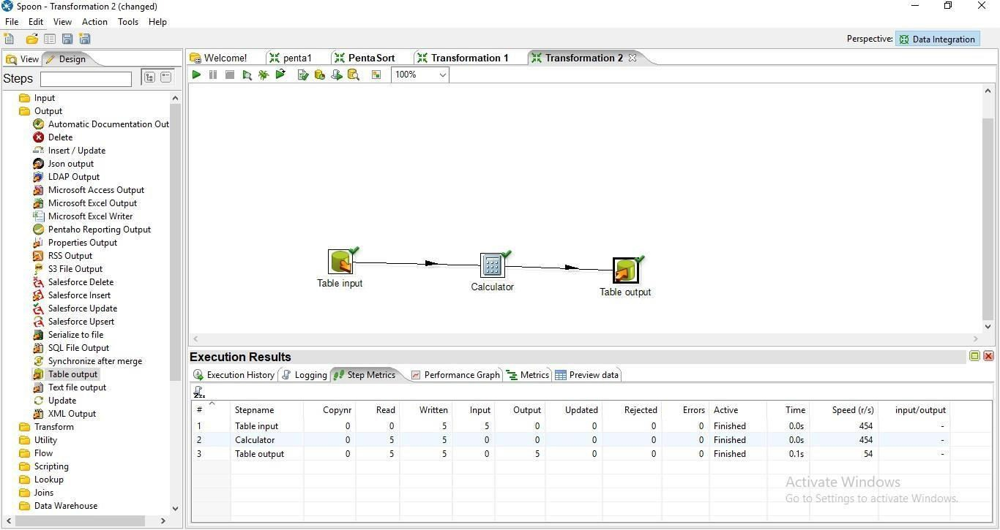 Spoon - Transformation 2 (changed)
File Edit View Action Tools Help
Perspective: Data Integration
View Design
Steps
Input
Output
Automatic Documentation Out
Delete
Insert / Update
Json output
LDAP Output
Microsoft Access Output
Microsoft Excel Output
Microsoft Excel Writer
Pentaho Reporting Output
Properties Output
RSS Output
S3 File Output
Salesforce Delete
Salesforce Insert
Salesforce Update
Salesforce Upsert
Serialize to file
SQL File Output
Synchronize after merge
Table output
Text file output
Update
XML Output
Transform
Utility
Flow
Scripting
Lookup
Joins
Data Warehouse
Welcome! penta1 PentaSort Transformation 1 Transformation 2
100%
Table input
Calculator
Table output
Execution Results
Execution History Logging Step Metrics Performance Graph Metrics Preview data
# Stepname Copynr Read Written Input Output Updated Rejected Errors Active Time Speed (r/s) input/output
1 Table input 0 0 5 5 0 0 0 0 Finished 0.0s 454 -
2 Calculator 0 5 5 0 0 0 0 0 Finished 0.0s 454 -
3 Table output 0 5 5 0 5 0 0 0 Finished 0.1s 54 -
Activate Windows
Go to Settings to activate Windows.